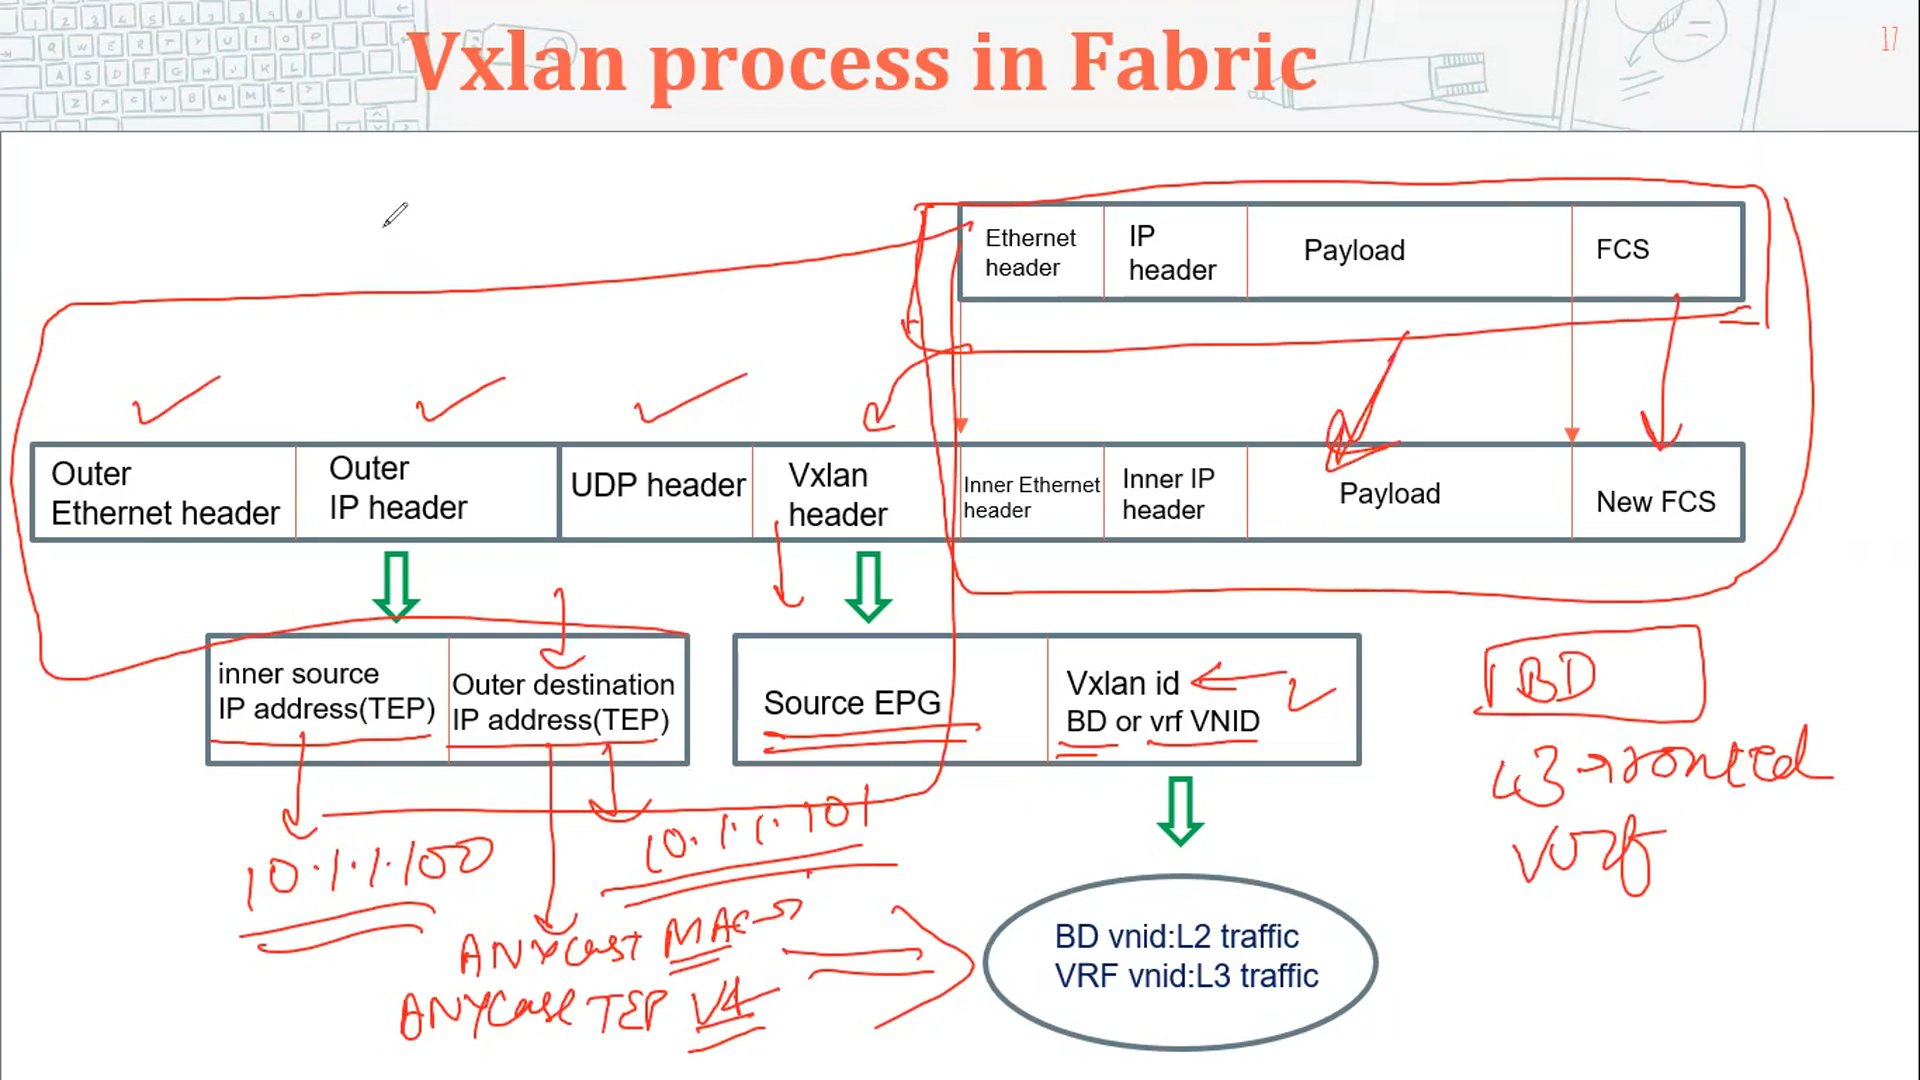 Vxlan process in Fabric
17
Ethernet
header
IP
header
Payload
FCS
Outer
Ethernet header
Outer
IP header
UDP header
Vxlan
header
Inner Ethernet
header
Inner IP
header
Payload
New FCS
inner source
IP address(TEP)
Outer destination
IP address(TEP)
Source EPG
Vxlan id
BD or vrf VNID
BD
L3 → routed
vrf
10.1.1.100
10.1.1.101
ANYcast MAC
ANYcase TEP V4
BD vnid:L2 traffic
VRF vnid:L3 traffic